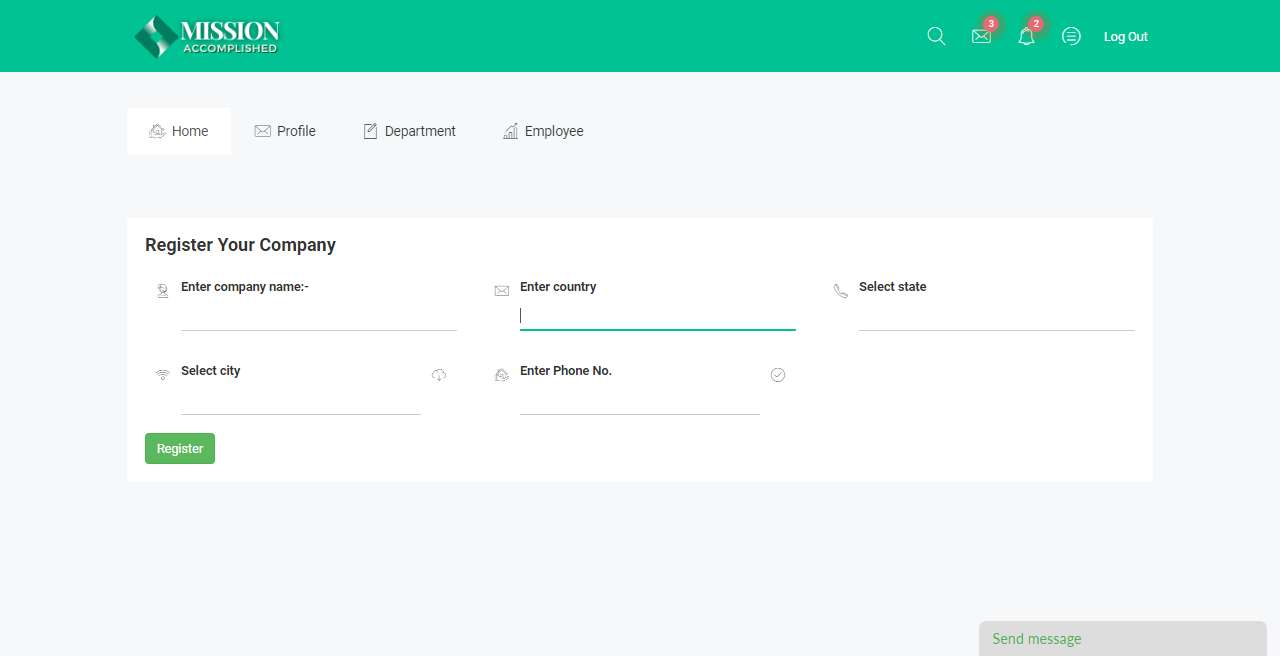 MISSION
ACCOMPLISHED
3
2
Log Out
Home
Profile
Department
Employee
Register Your Company
Enter company name:-
Enter country
Select state
Select city
Enter Phone No.
Register
Send message